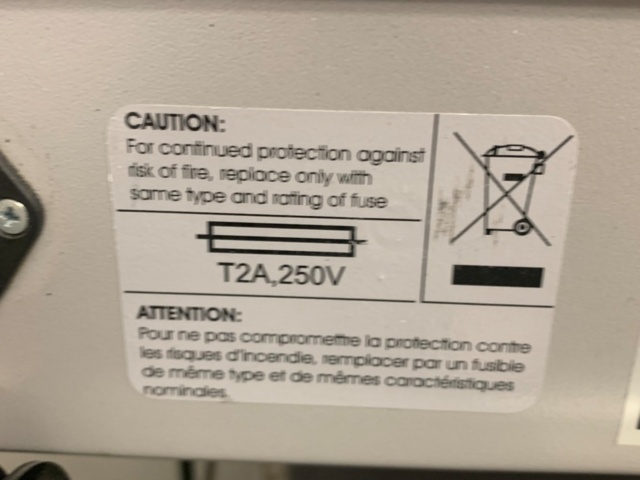 CAUTION:
For continued protection against
risk of fire, replace only with
same type and rating of fuse
T2A,250V
ATTENTION:
Pour ne pas compromettre la protection contre
les risques d'incendie, remplacer par un fusible
de même type et de mêmes caractéristiques
nominales.